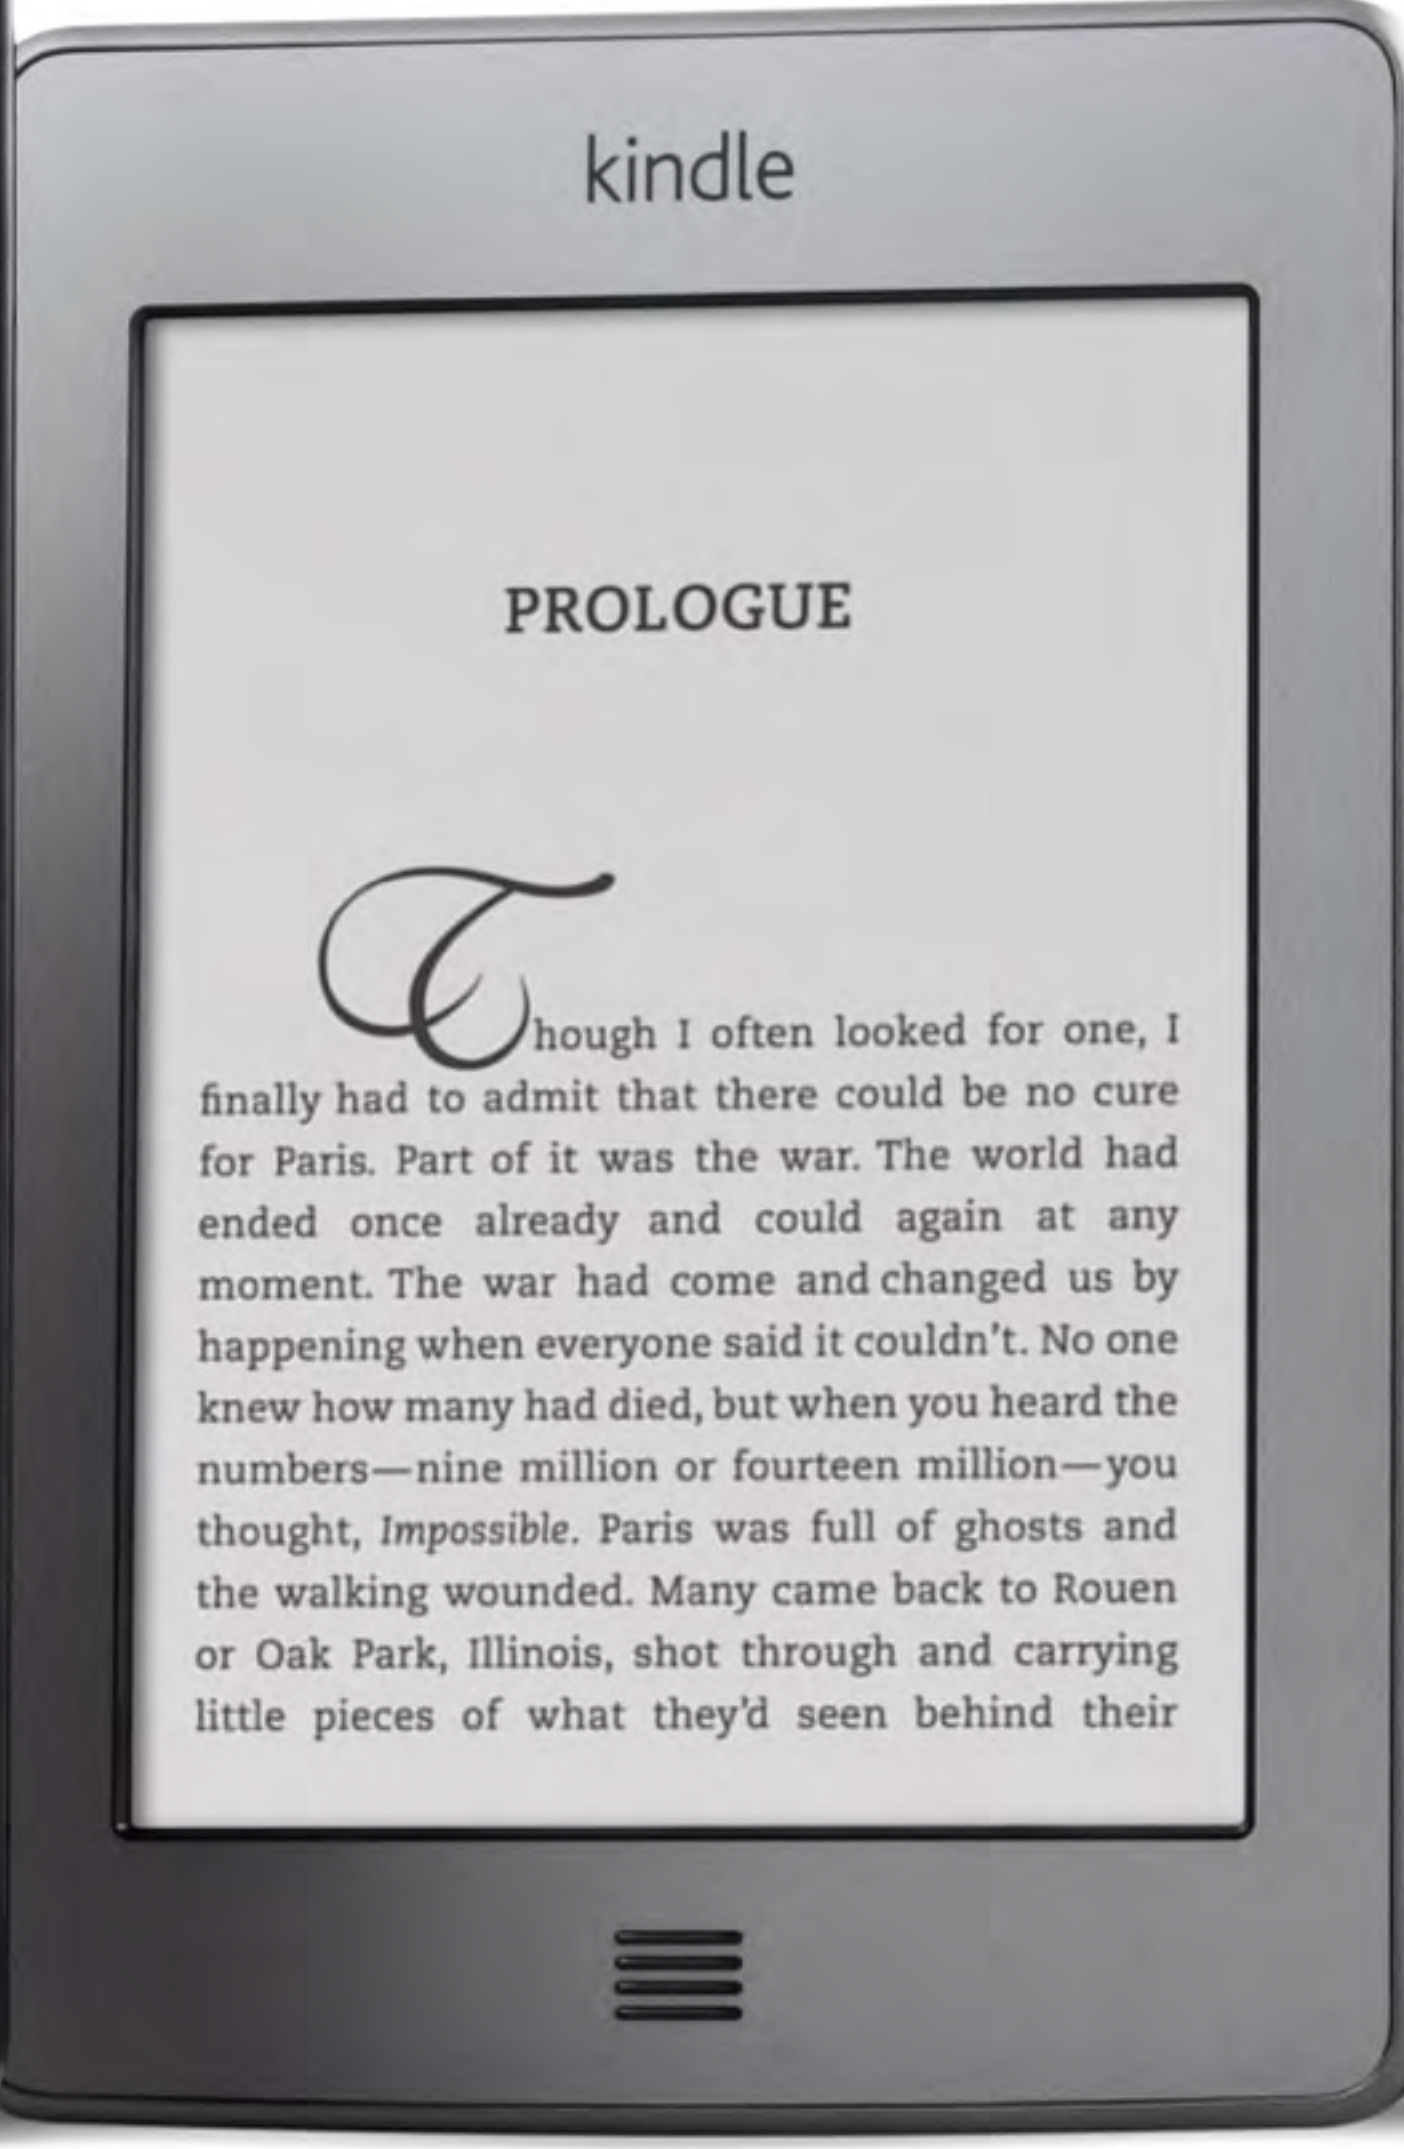 kindle
PROLOGUE
Though I often looked for one, I
finally had to admit that there could be no cure
for Paris. Part of it was the war. The world had
ended once already and could again at any
moment. The war had come and changed us by
happening when everyone said it couldn't. No one
knew how many had died, but when you heard the
numbers—nine million or fourteen million—you
thought, Impossible. Paris was full of ghosts and
the walking wounded. Many came back to Rouen
or Oak Park, Illinois, shot through and carrying
little pieces of what they'd seen behind their